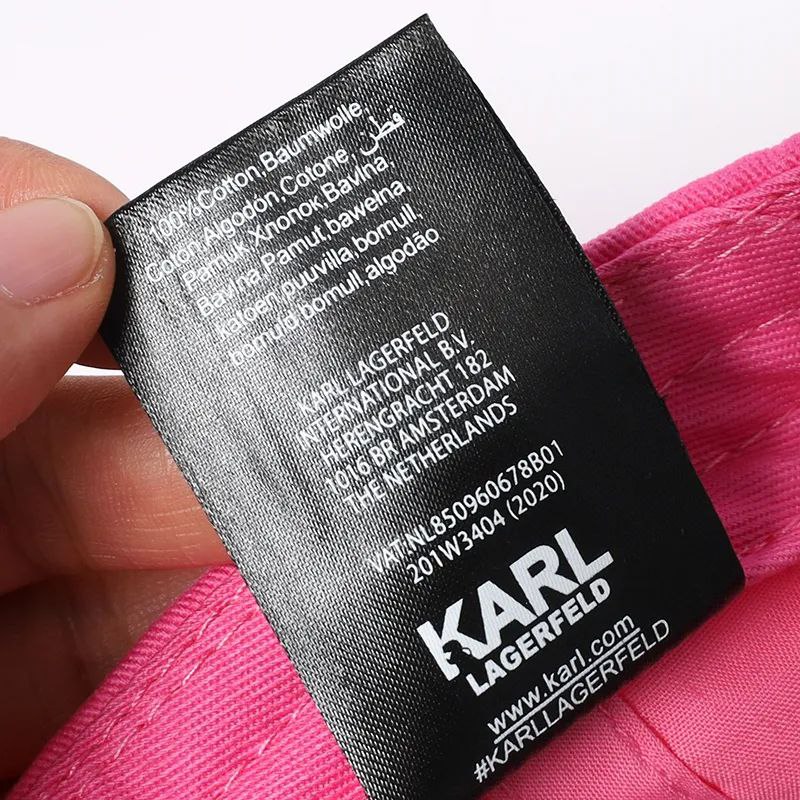 100% Cotton,Baumwolle,
Coton,Algodón,Cotone, قطن,
Pamuk,Хлопок,Bavlna,
Bavlna,Pamut,bawełna,
katoen,puuvilla,bomull,
bomuld,bomull,algodão
KARL LAGERFELD
INTERNATIONAL B.V.
HERENGRACHT 182
1016 BR AMSTERDAM
THE NETHERLANDS
VAT:NL850960678B01
201W3404 (2020)
KARL
LAGERFELD
www.karl.com
#KARLLAGERFELD